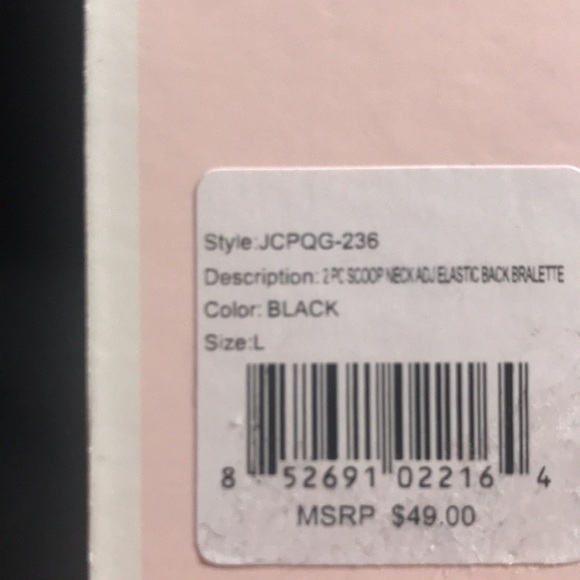 Style:JCPQG-236
Description: 2 PC SCOOP NECK ADJ ELASTIC BACK BRALETTE
Color: BLACK
Size:L
8 52691 02216 4
MSRP $49.00